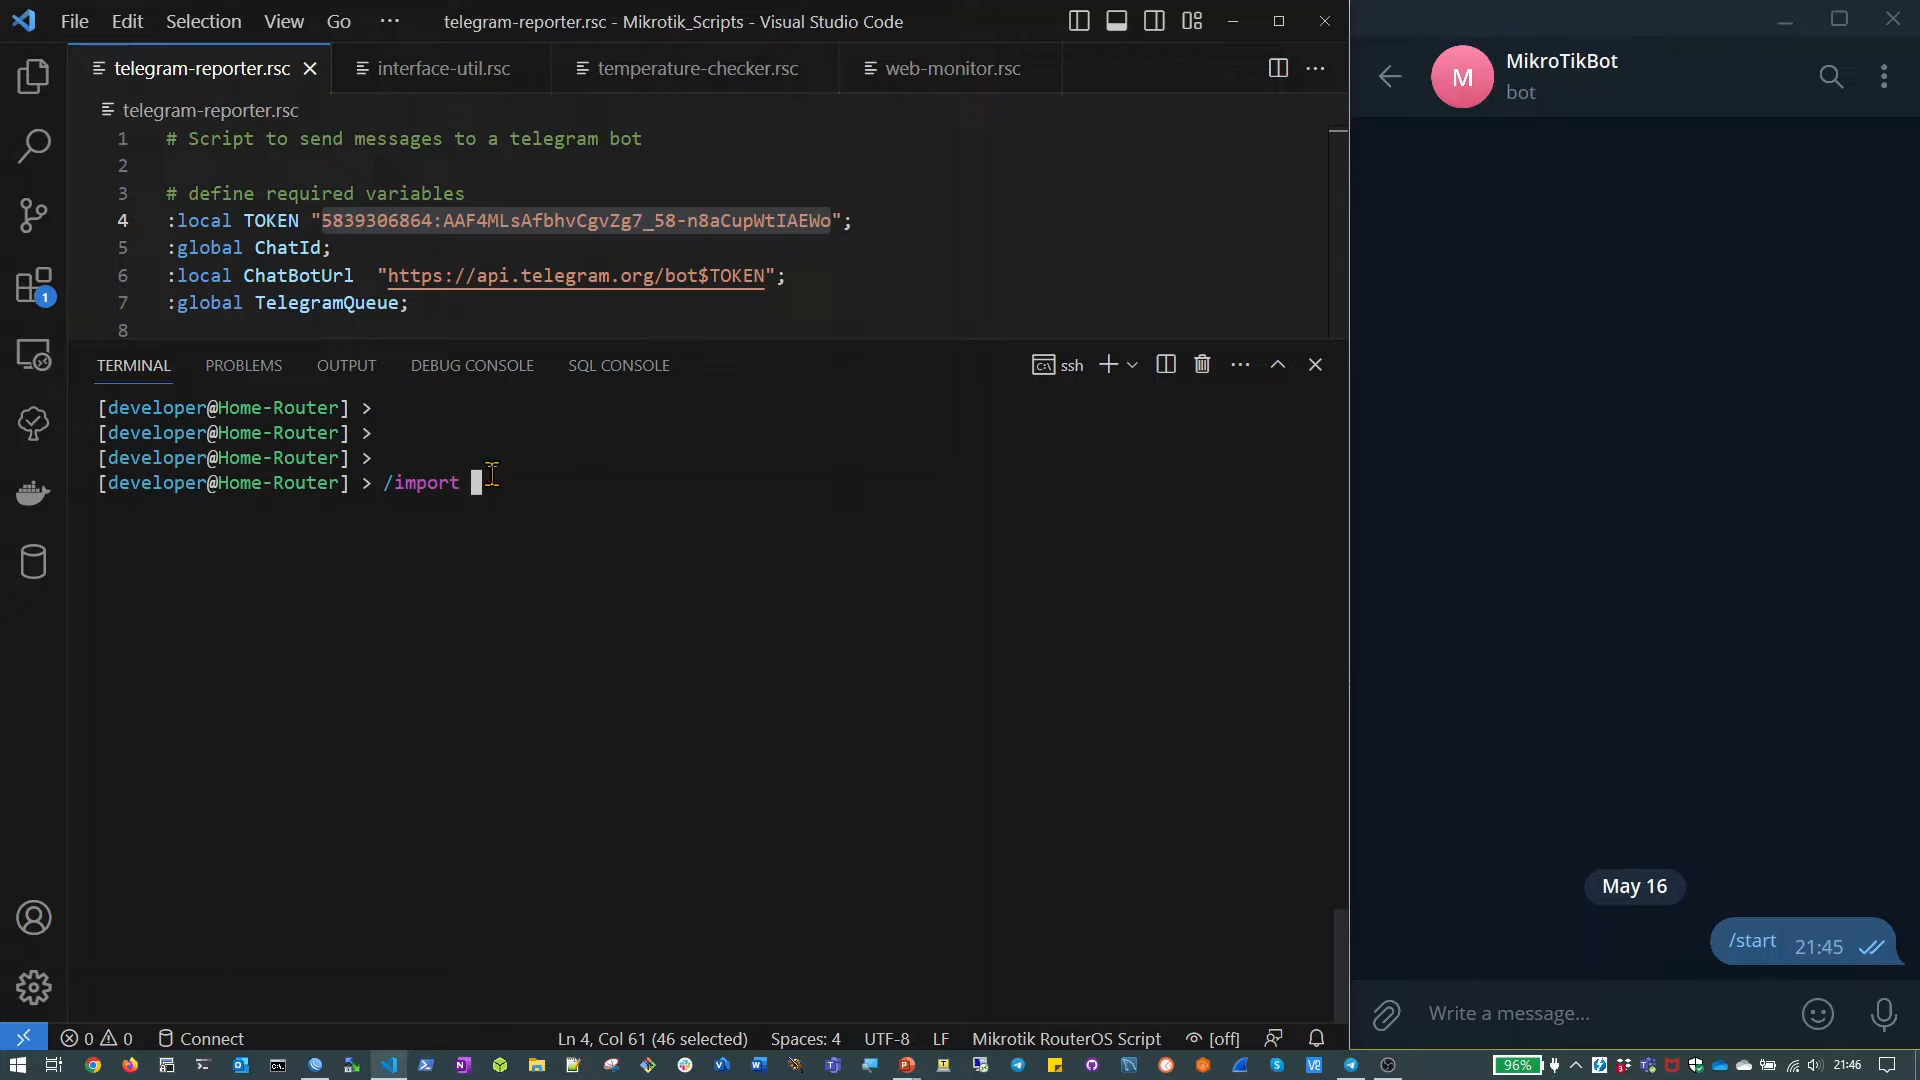 File Edit Selection View Go ··· telegram-reporter.rsc - Mikrotik_Scripts - Visual Studio Code
telegram-reporter.rsc interface-util.rsc temperature-checker.rsc web-monitor.rsc
telegram-reporter.rsc
1 # Script to send messages to a telegram bot
2
3 # define required variables
4 :local TOKEN "5839306864:AAF4MLsAfbhvCgvZg7_58-n8aCupWtIAEWo";
5 :global ChatId;
6 :local ChatBotUrl "https://api.telegram.org/bot$TOKEN";
7 :global TelegramQueue;
8
1
TERMINAL PROBLEMS OUTPUT DEBUG CONSOLE SQL CONSOLE ssh
[developer@Home-Router] >
[developer@Home-Router] >
[developer@Home-Router] >
[developer@Home-Router] > /import
0 0 Connect Ln 4, Col 61 (46 selected) Spaces: 4 UTF-8 LF Mikrotik RouterOS Script [off]
M
MikroTikBot
bot
May 16
/start 21:45
Write a message...
96% 21:46